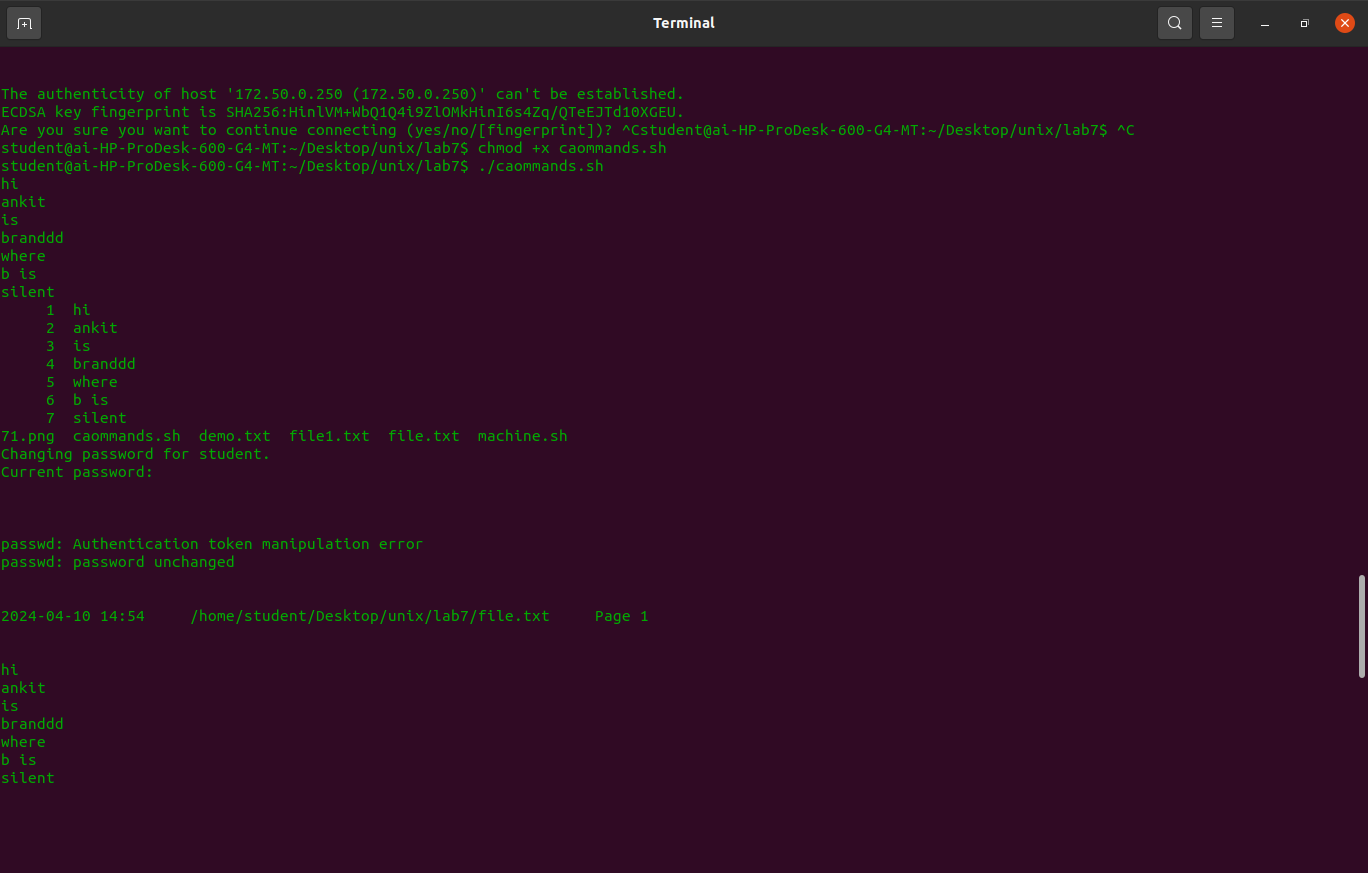 Terminal
The authenticity of host '172.50.0.250 (172.50.0.250)' can't be established.
ECDSA key fingerprint is SHA256:HinlVM+WbQ1Q4i9ZlOMkHinI6s4Zq/QTeEJTd10XGEU.
Are you sure you want to continue connecting (yes/no/[fingerprint])? ^Cstudent@ai-HP-ProDesk-600-G4-MT:~/Desktop/unix/lab7$ ^C
student@ai-HP-ProDesk-600-G4-MT:~/Desktop/unix/lab7$ chmod +x caommands.sh
student@ai-HP-ProDesk-600-G4-MT:~/Desktop/unix/lab7$ ./caommands.sh
hi
ankit
is
branddd
where
b is
silent
     1  hi
     2  ankit
     3  is
     4  branddd
     5  where
     6  b is
     7  silent
71.png  caommands.sh  demo.txt  file1.txt  file.txt  machine.sh
Changing password for student.
Current password:
passwd: Authentication token manipulation error
passwd: password unchanged
2024-04-10 14:54     /home/student/Desktop/unix/lab7/file.txt     Page 1
hi
ankit
is
branddd
where
b is
silent